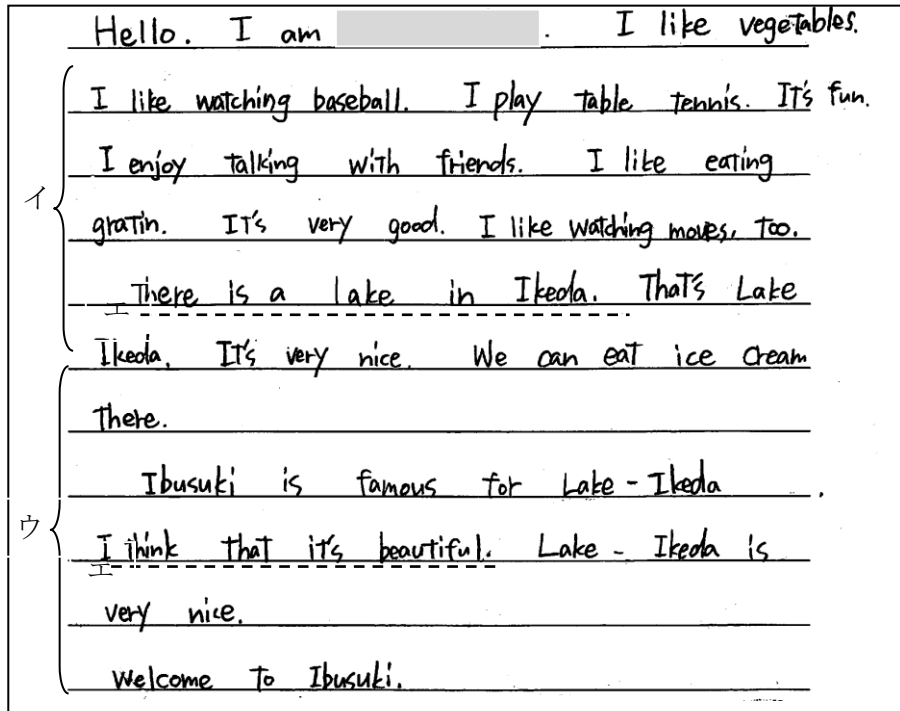 Hello. I am . I like vegetables.
イ
I like watching baseball. I play table tennis. It's fun.
I enjoy talking with friends. I like eating
gratin. It's very good. I like watching moves, too.
エ There is a lake in Ikeda. That's Lake
Ikeda. It's very nice. We can eat ice cream
there.
ウ
Ibusuki is famous for Lake - Ikeda .
エ I think that it's beautiful. Lake - Ikeda is
very nice.
Welcome to Ibusuki.